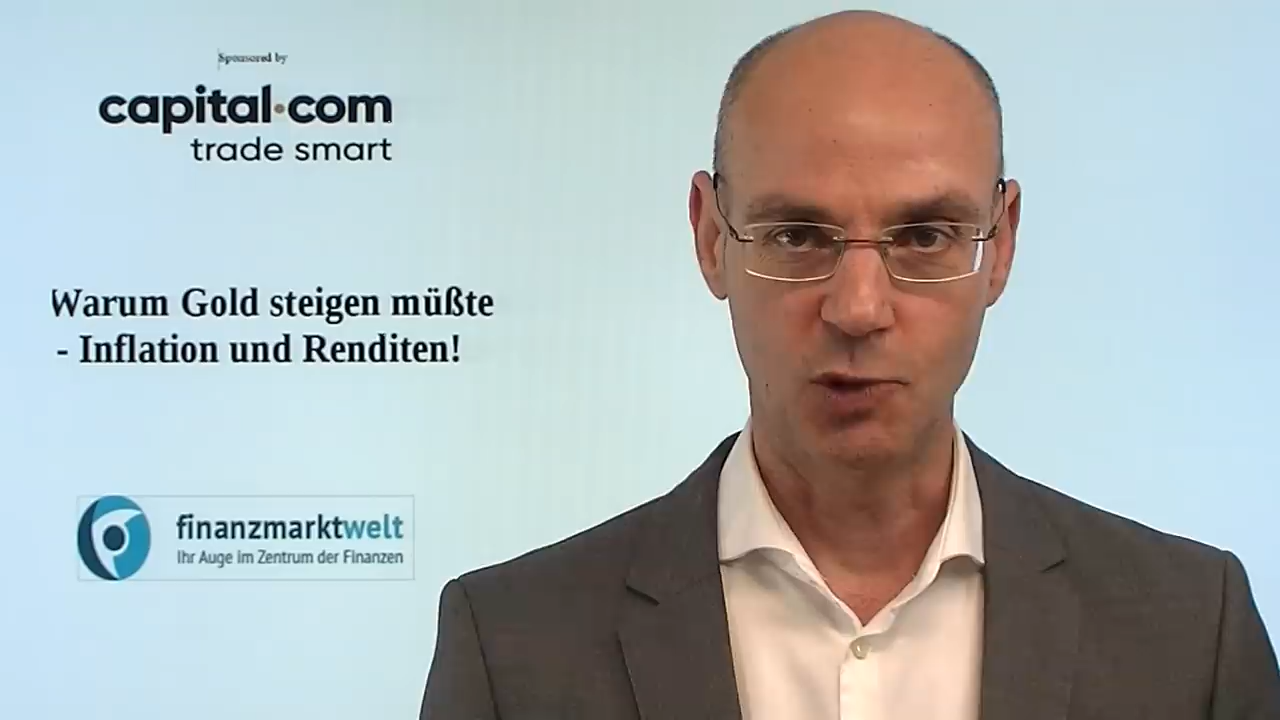 Sponsored by
capital.com
trade smart
Warum Gold steigen müßte
- Inflation und Renditen!
finanzmarktwelt
Ihr Auge im Zentrum der Finanzen